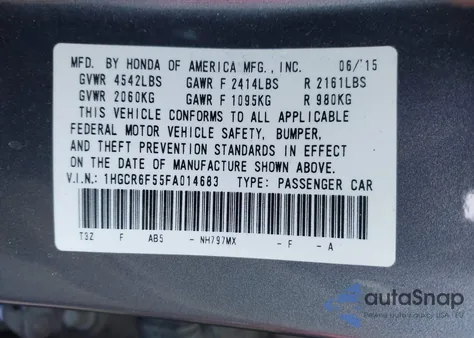 MFD. BY HONDA OF AMERICA MFG., INC. 06/'15
GVWR 4542LBS GAWR F 2414LBS R 2161LBS
GVWR 2060KG GAWR F 1095KG R 980KG
THIS VEHICLE CONFORMS TO ALL APPLICABLE
FEDERAL MOTOR VEHICLE SAFETY, BUMPER,
AND THEFT PREVENTION STANDARDS IN EFFECT
ON THE DATE OF MANUFACTURE SHOWN ABOVE.
V.I.N.: 1HGCR6F55FA014683 TYPE: PASSENGER CAR
T3Z F AB5 - NH797MX - F - A
autoSnap